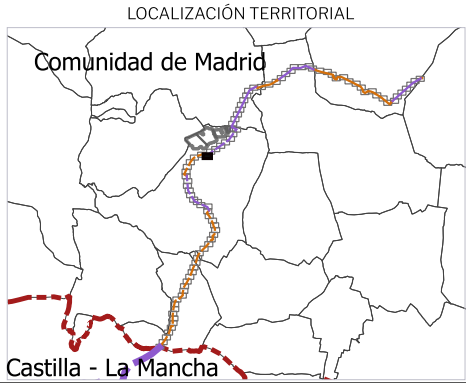 LOCALIZACIÓN TERRITORIAL
Comunidad de Madrid
Castilla - La Mancha